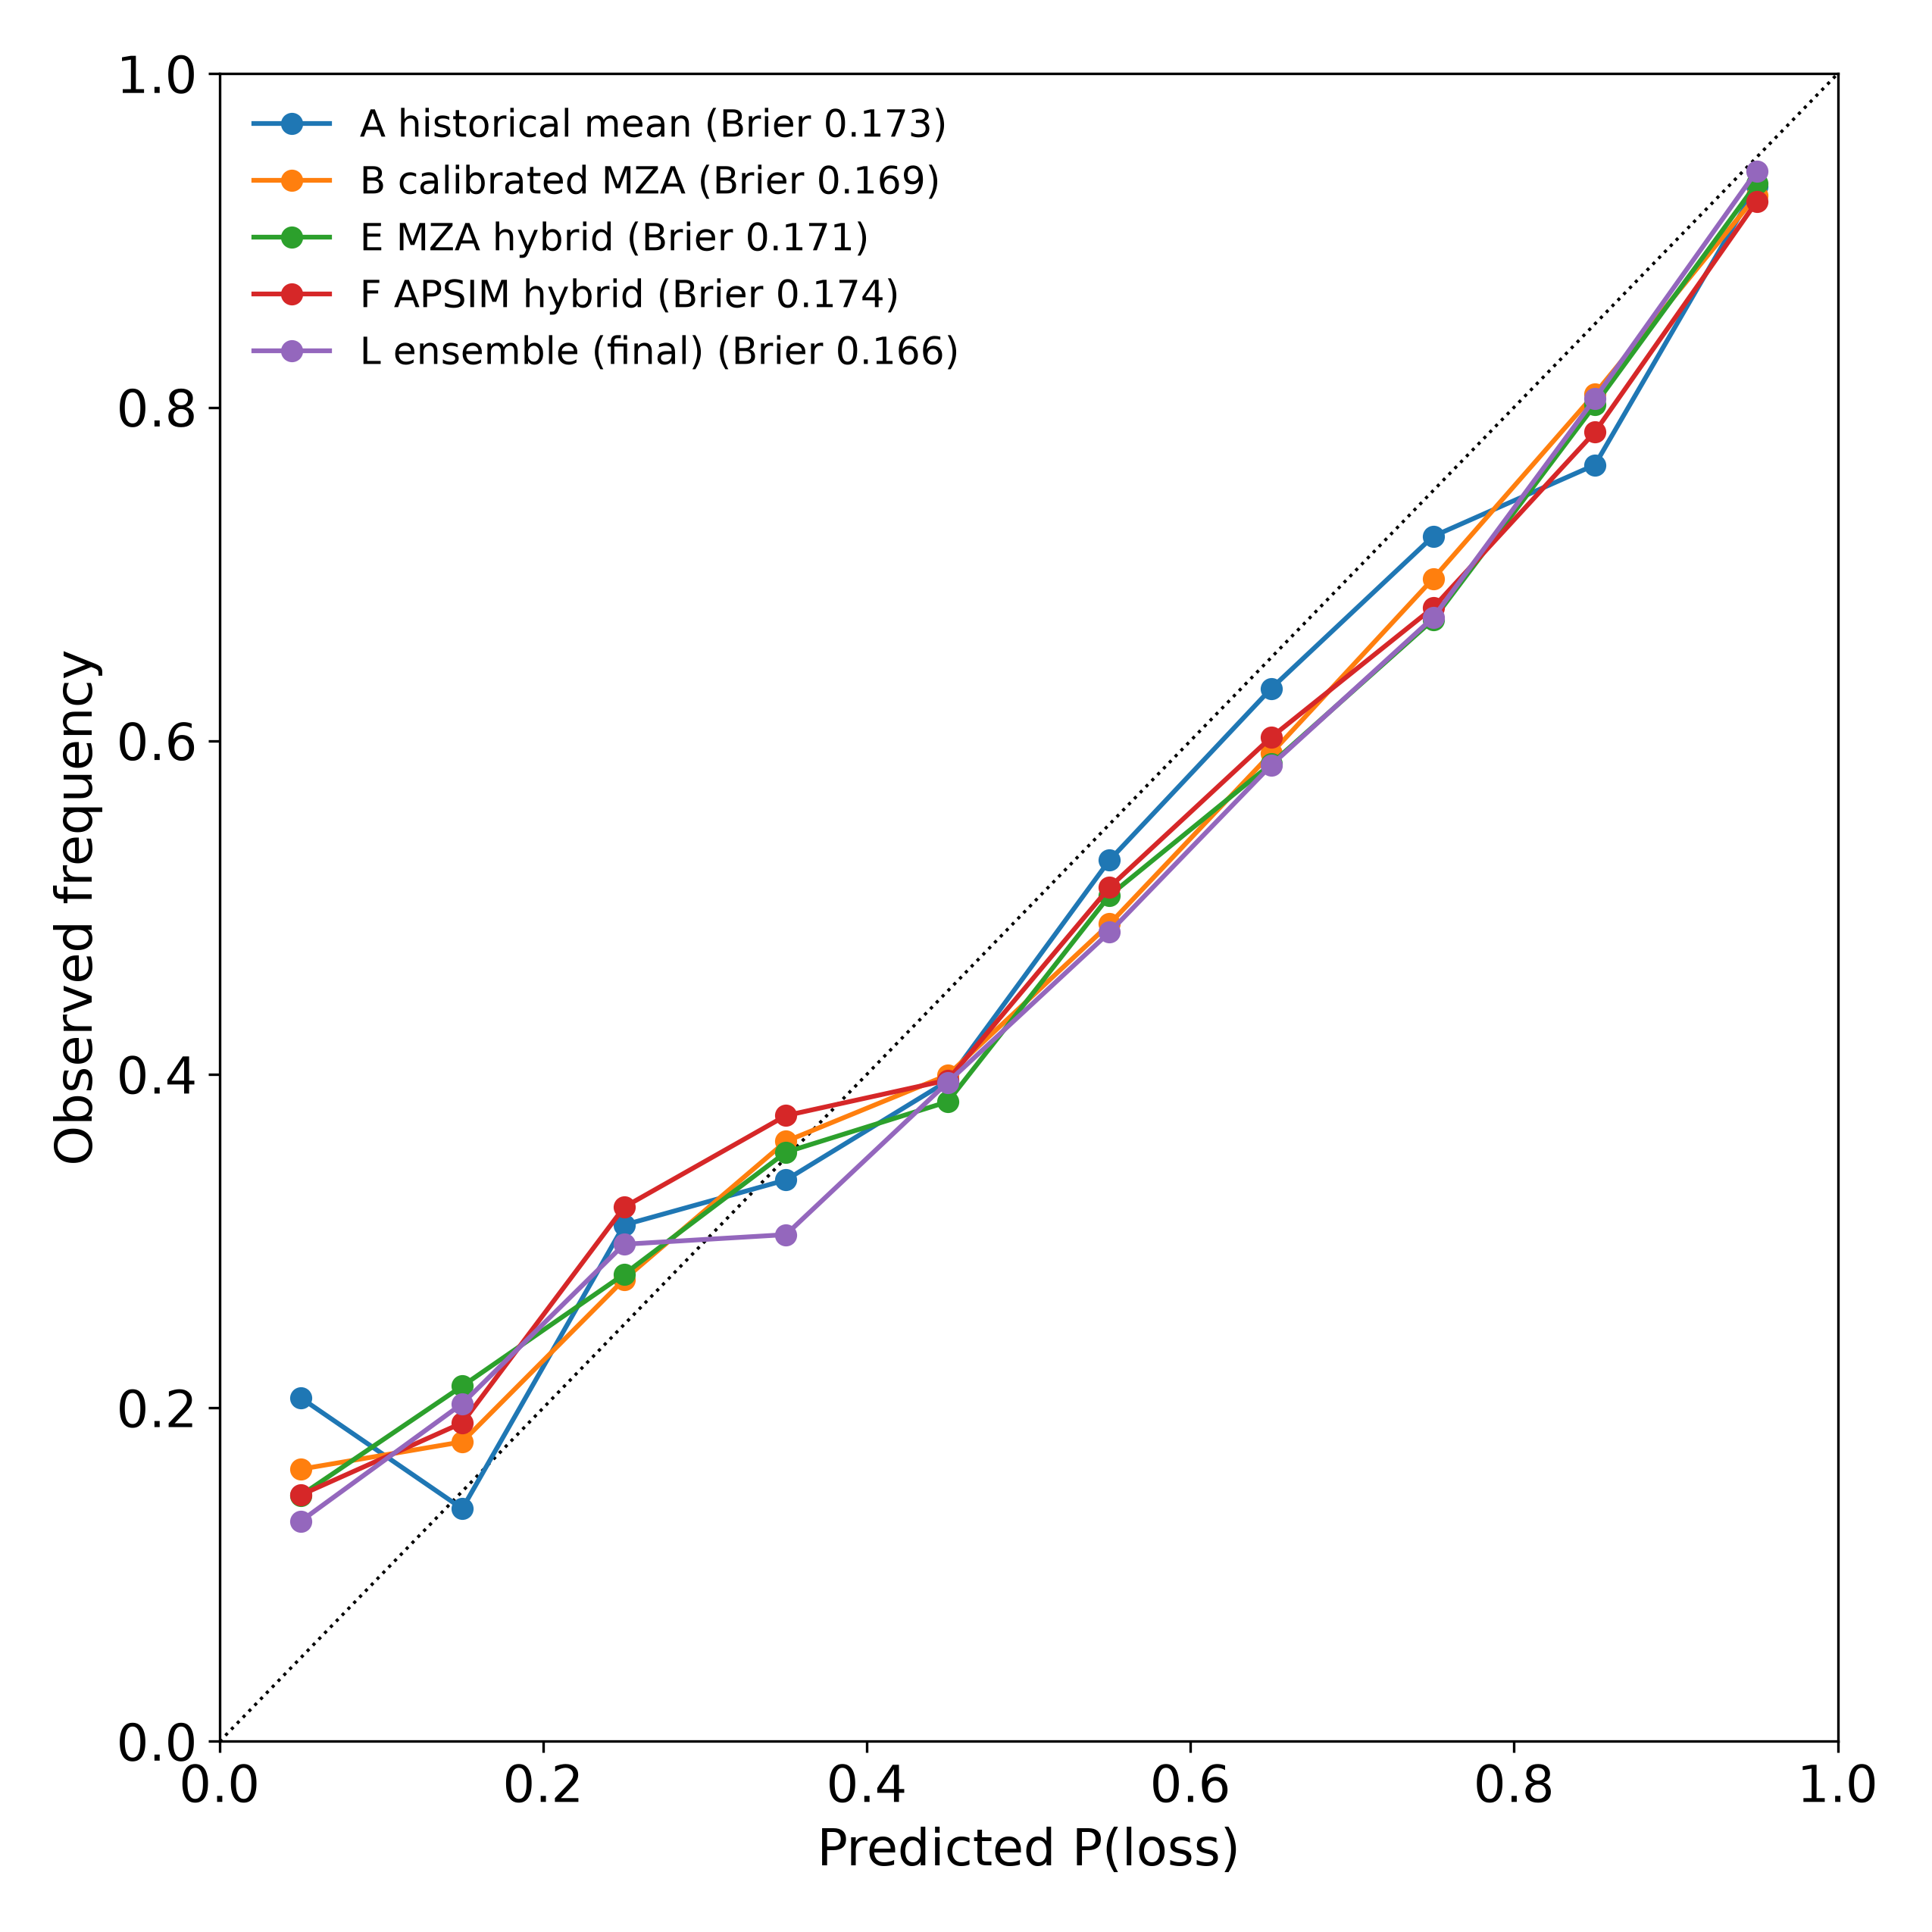 A historical mean (Brier 0.173)
B calibrated MZA (Brier 0.169)
E MZA hybrid (Brier 0.171)
F APSIM hybrid (Brier 0.174)
L ensemble (final) (Brier 0.166)
Observed frequency
1.0
0.8
0.6
0.4
0.2
0.0
0.0 0.2 0.4 0.6 0.8 1.0
Predicted P(loss)